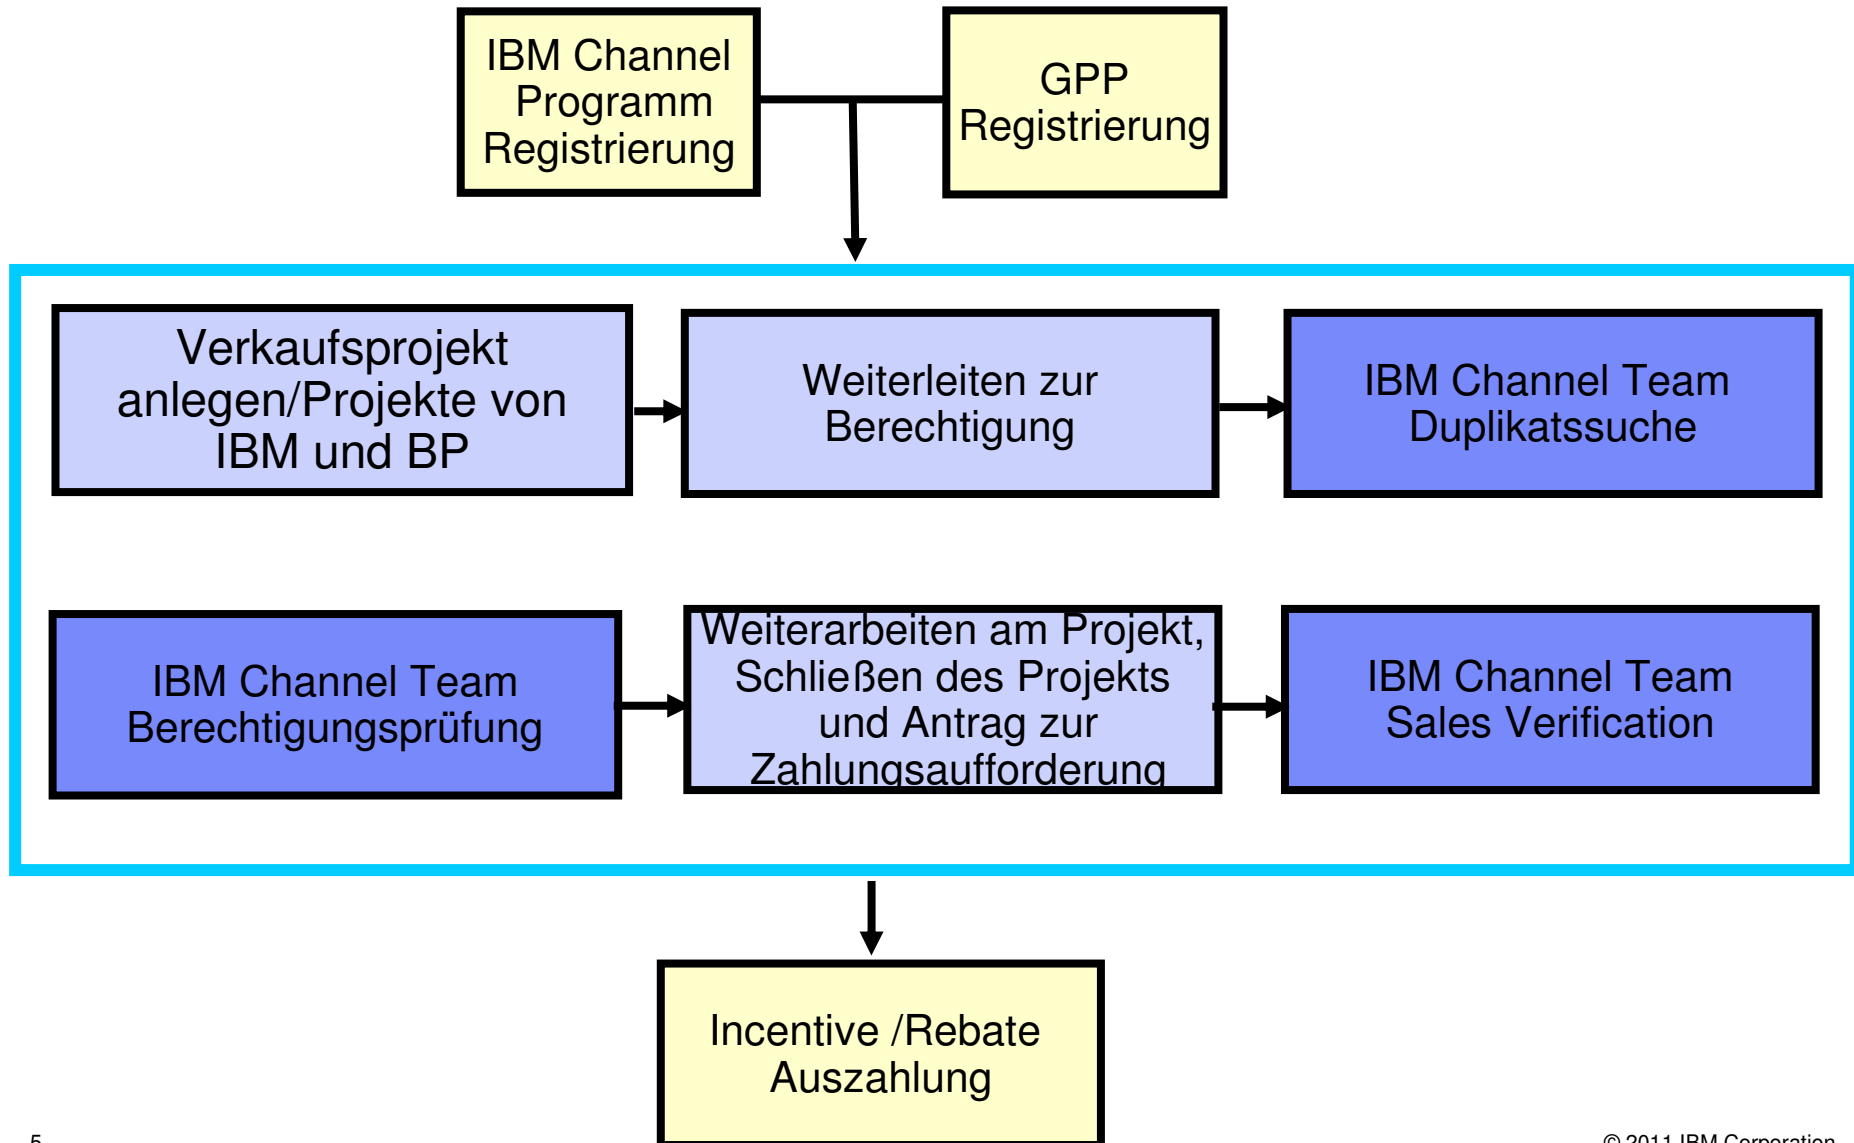 IBM Channel
Programm
Registrierung
GPP
Registrierung
Verkaufsprojekt
anlegen/Projekte von
IBM und BP
Weiterleiten zur
Berechtigung
IBM Channel Team
Duplikatssuche
IBM Channel Team
Berechtigungsprüfung
Weiterarbeiten am Projekt,
Schließen des Projekts
und Antrag zur
Zahlungsaufforderung
IBM Channel Team
Sales Verification
Incentive /Rebate
Auszahlung
5
© 2011 IBM Corporation